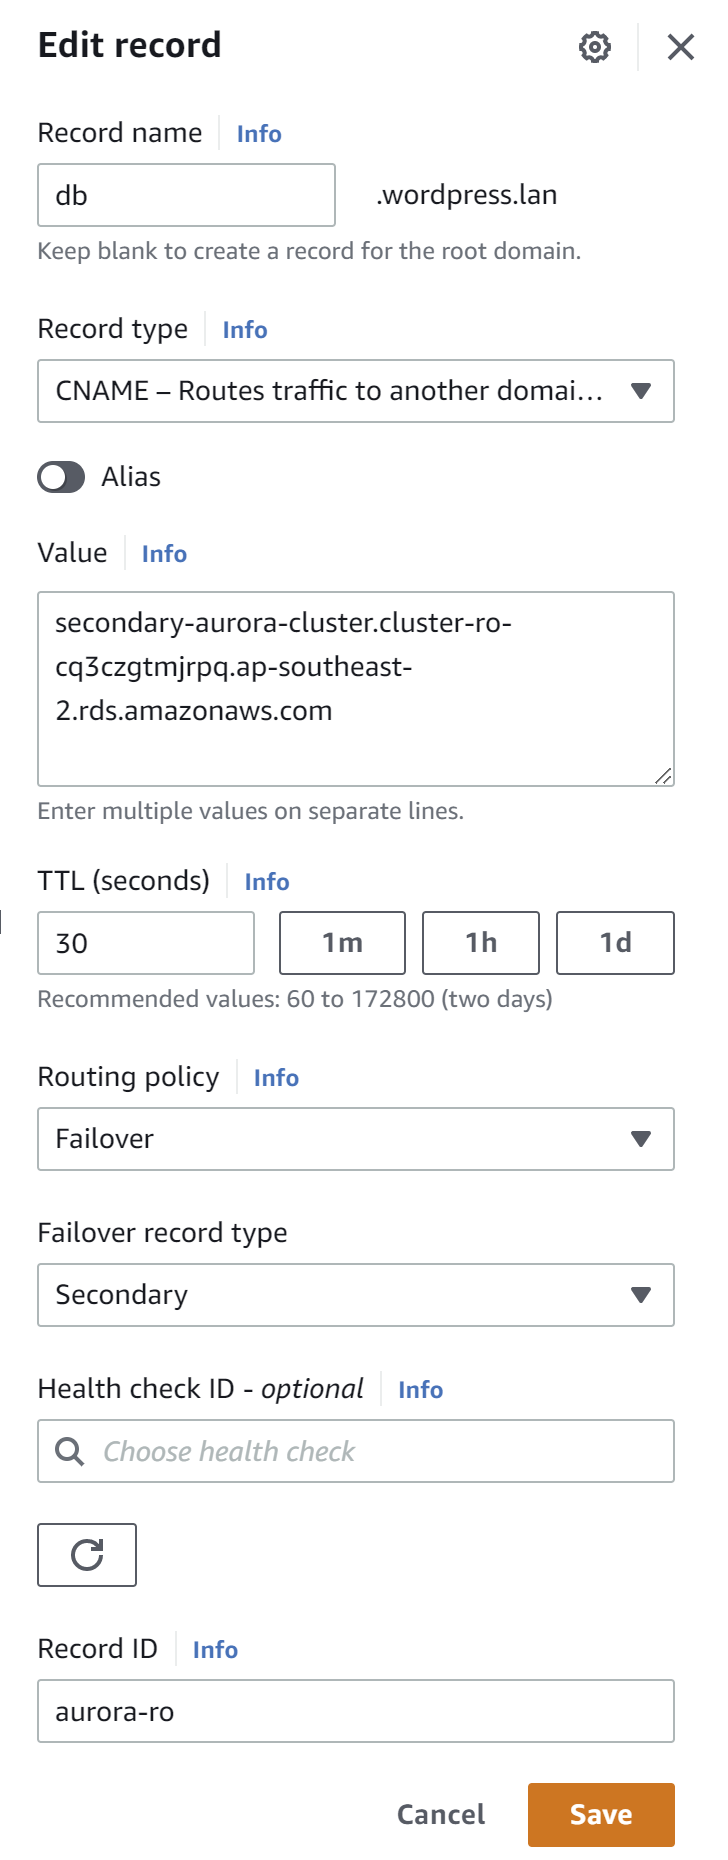 Edit record
Record name Info
db .wordpress.lan
Keep blank to create a record for the root domain.
Record type Info
CNAME – Routes traffic to another domai...
Alias
Value Info
secondary-aurora-cluster.cluster-ro-
cq3czgtmjrpq.ap-southeast-
2.rds.amazonaws.com
Enter multiple values on separate lines.
TTL (seconds) Info
30 1m 1h 1d
Recommended values: 60 to 172800 (two days)
Routing policy Info
Failover
Failover record type
Secondary
Health check ID - optional Info
Choose health check
Record ID Info
aurora-ro
Cancel Save